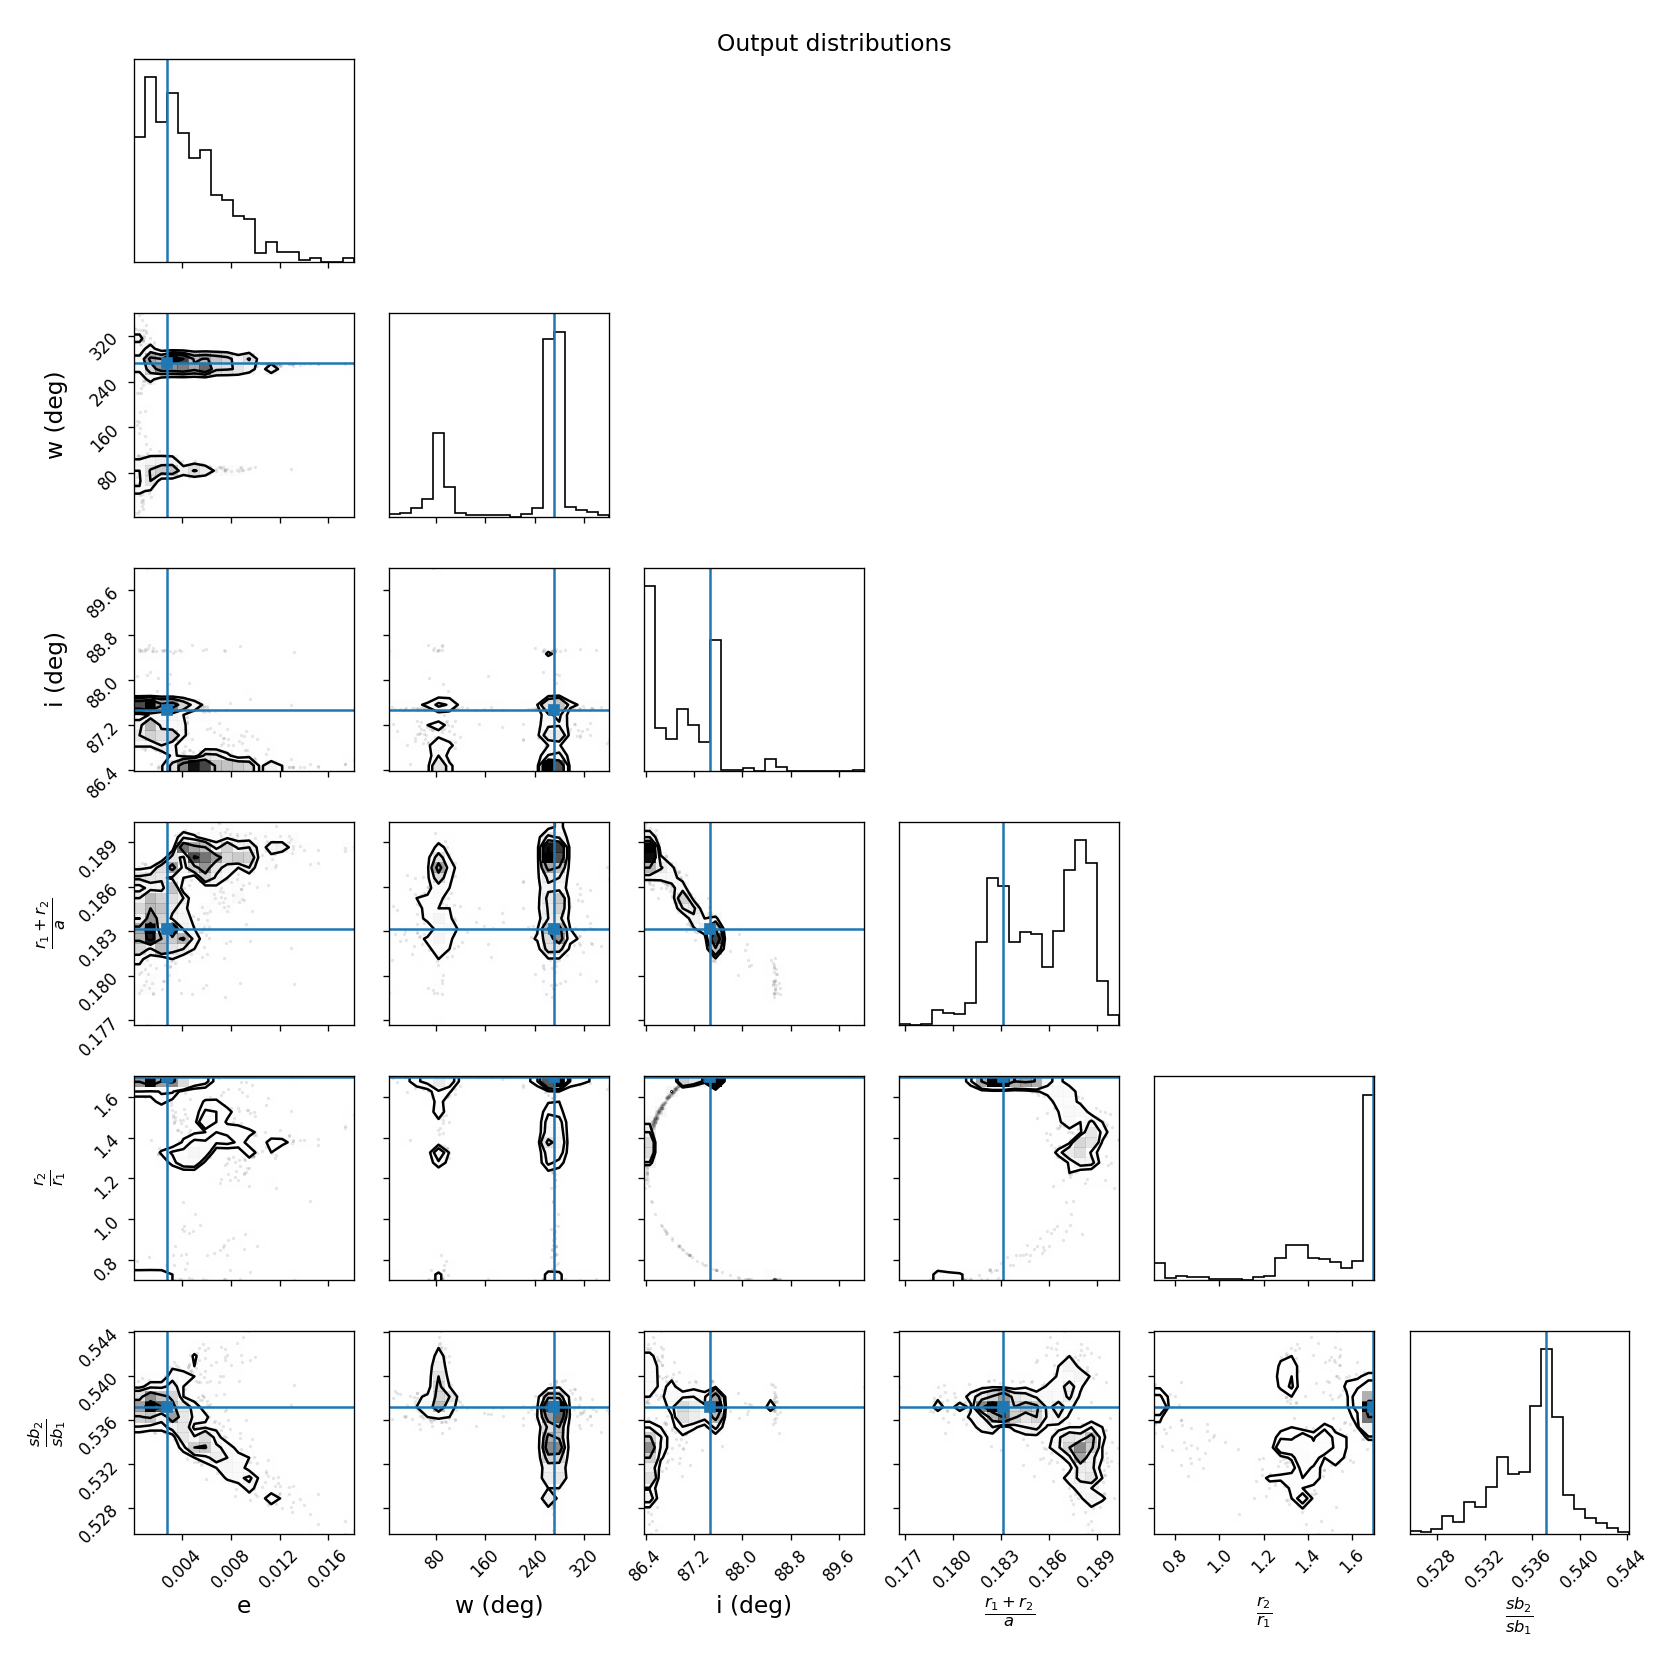 Output distributions
w (deg)
320
240
160
80
i (deg)
89.6
88.8
88.0
87.2
86.4
r1 + r2
a
0.189
0.186
0.183
0.180
0.177
r2
r1
1.6
1.4
1.2
1.0
0.8
sb2
sb1
0.544
0.540
0.536
0.532
0.528
0.004 0.008 0.012 0.016
80 160 240 320
86.4 87.2 88.0 88.8 89.6
0.177 0.180 0.183 0.186 0.189
0.8 1.0 1.2 1.4 1.6
0.528 0.532 0.536 0.540 0.544
e
w (deg)
i (deg)
r1 + r2
a
r2
r1
sb2
sb1